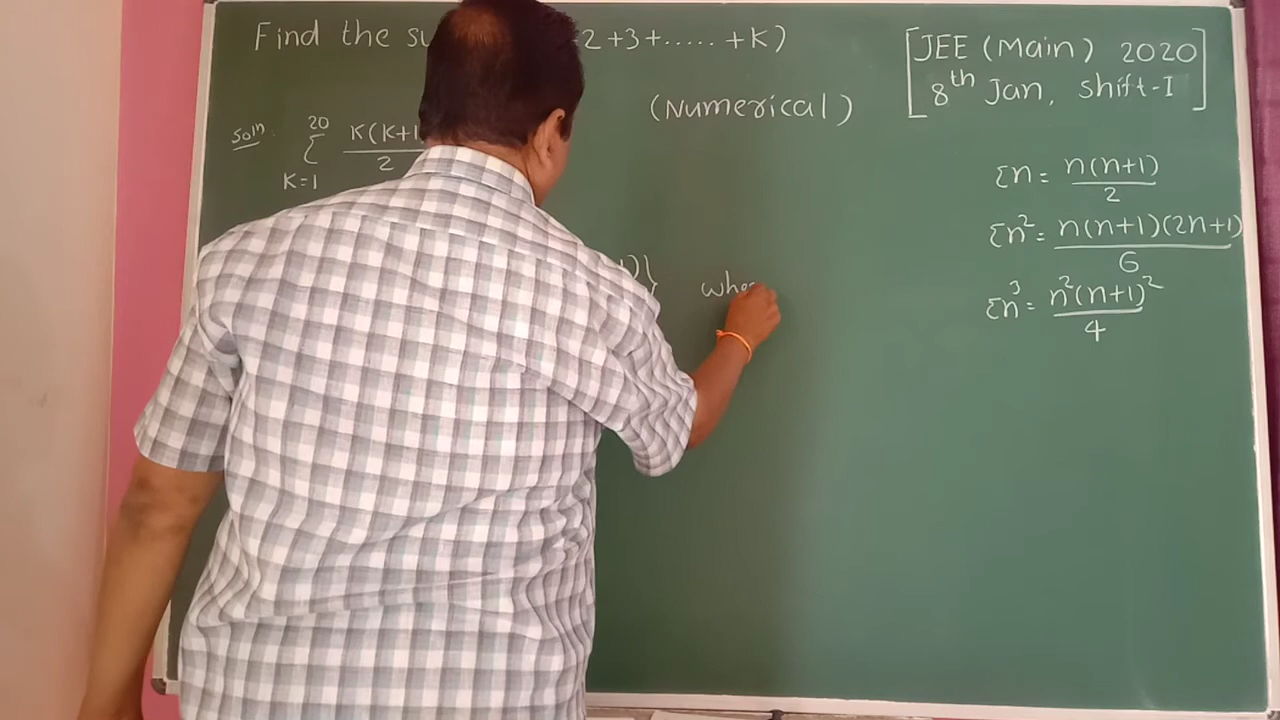 Find the su 2+3+.....+K)
[JEE (Main) 2020
8th Jan, shift-I]
(Numerical)
Soln: 20 Σ K=1 K(K+1 / 2
Σn = n(n+1) / 2
Σn² = n(n+1)(2n+1) / 6
Σn³ = n²(n+1)² / 4
)} whe